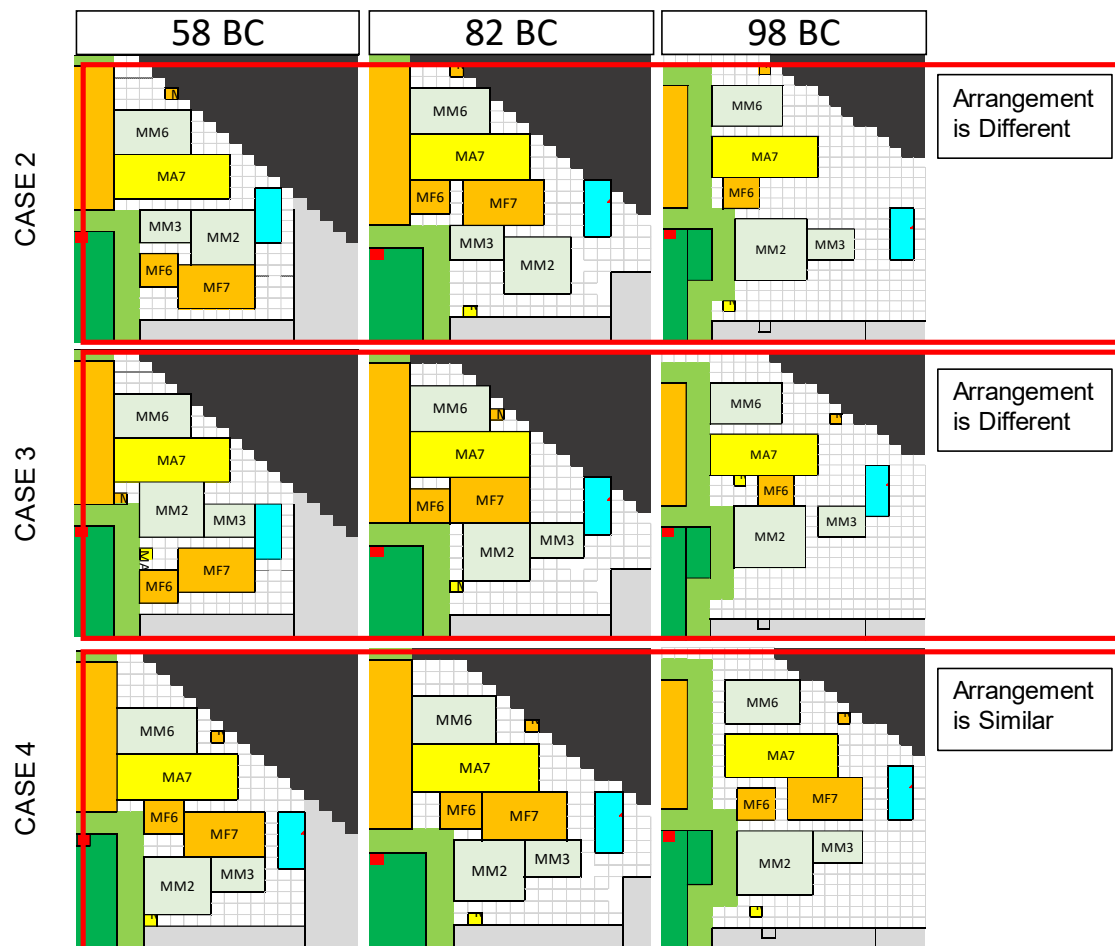 58 BC
82 BC
98 BC
CASE 2
MM6
MA7
MM3
MM2
MF6
MF7
MM6
MA7
MF6
MF7
MM3
MM2
MM6
MA7
MF6
MM2
MM3
Arrangement
is Different
CASE 3
MM6
MA7
MM2
MM3
MA
MF6
MF7
MM6
MA7
MF6
MF7
MM2
MM3
MM6
MA7
MF6
MM2
MM3
Arrangement
is Different
CASE 4
MM6
MA7
MF6
MF7
MM2
MM3
MM6
MA7
MF6
MF7
MM2
MM3
MM6
MA7
MF6
MF7
MM2
MM3
Arrangement
is Similar